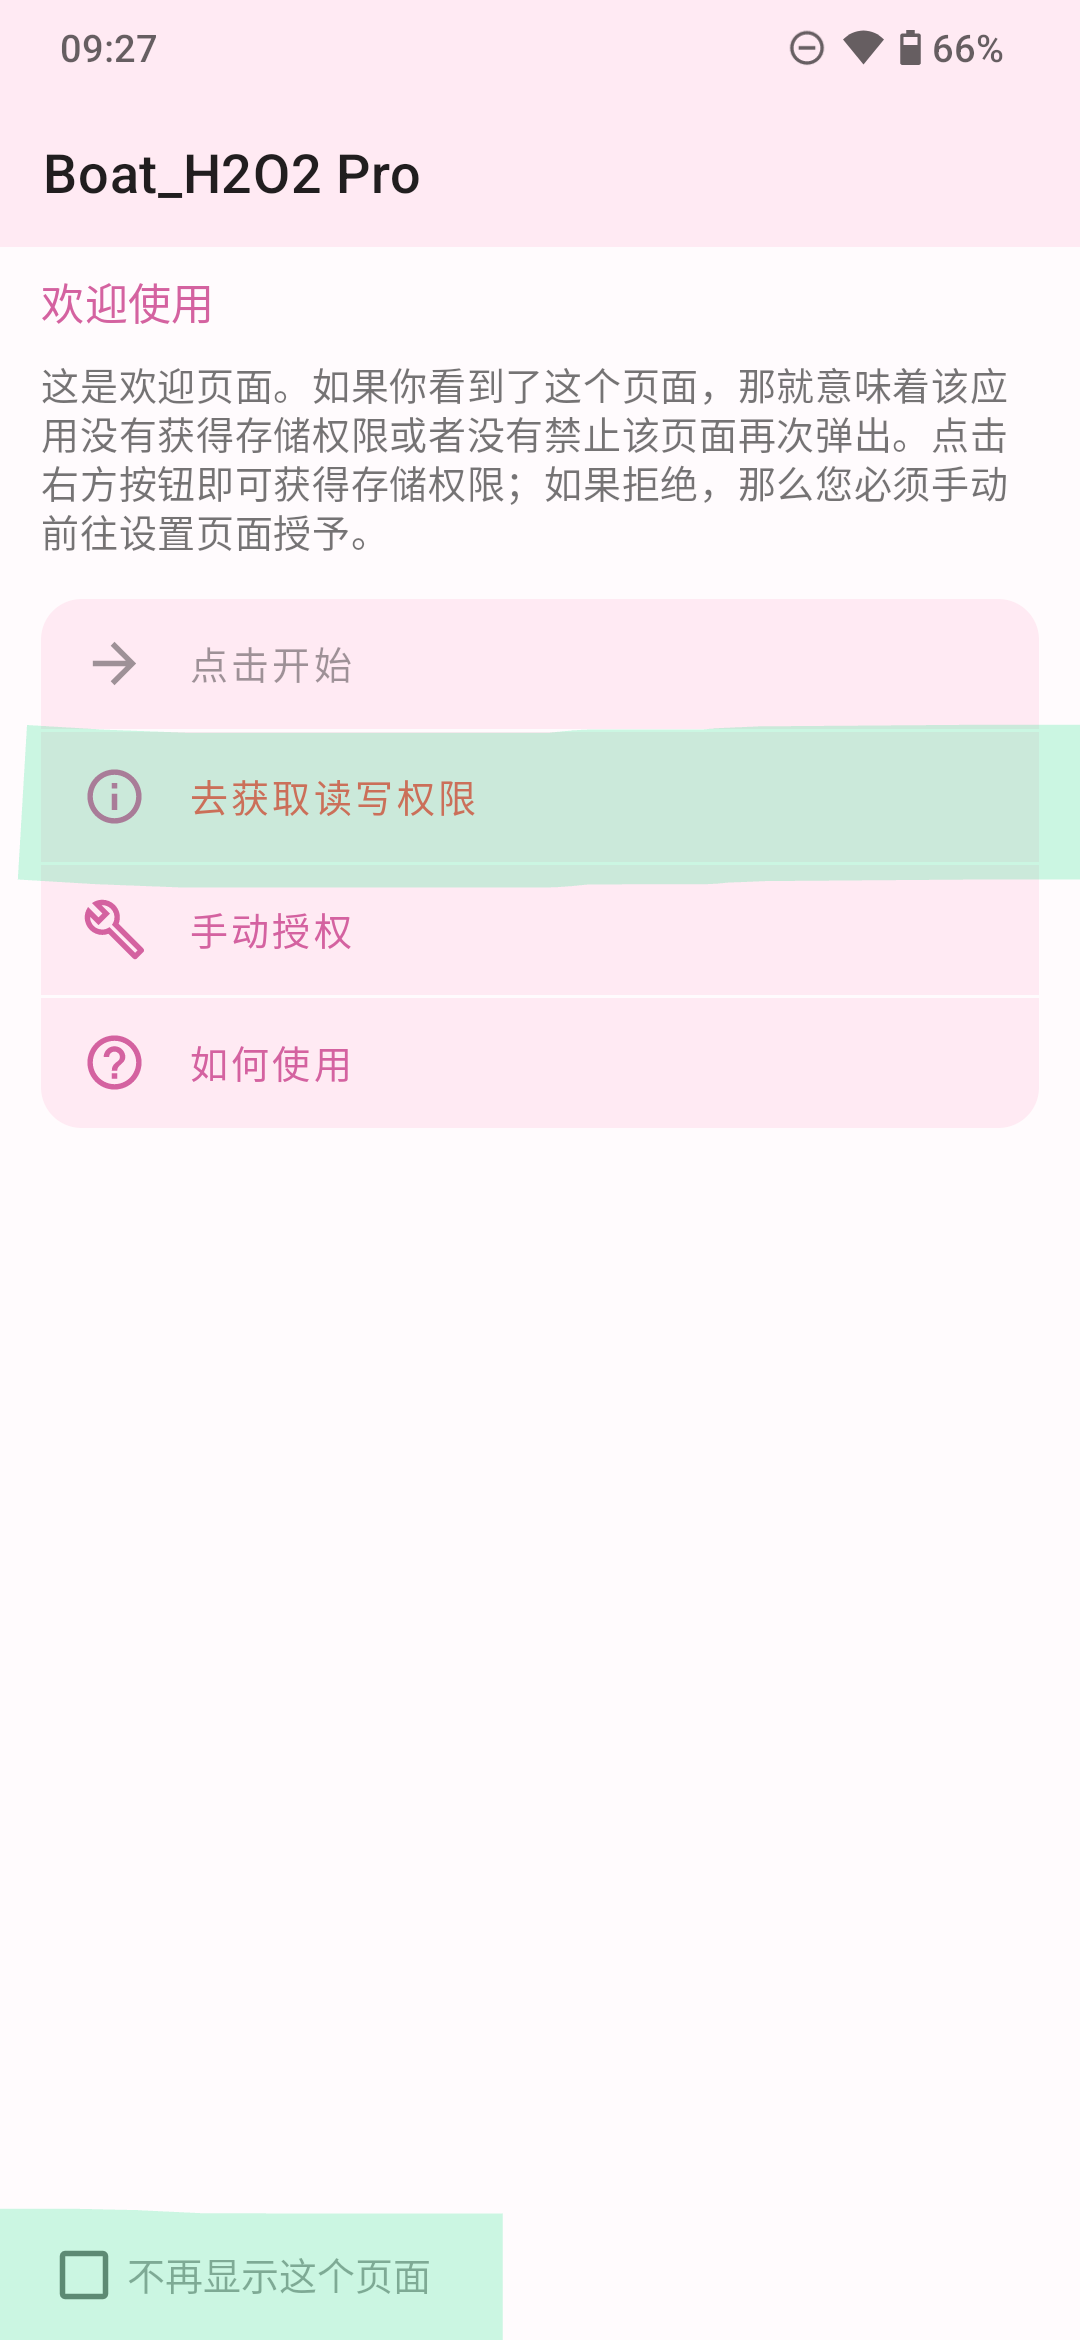 09:27
66%
Boat_H2O2 Pro
欢迎使用
这是欢迎页面。如果你看到了这个页面，那就意味着该应
用没有获得存储权限或者没有禁止该页面再次弹出。点击
右方按钮即可获得存储权限；如果拒绝，那么您必须手动
前往设置页面授予。
点击开始
去获取读写权限
手动授权
如何使用
不再显示这个页面